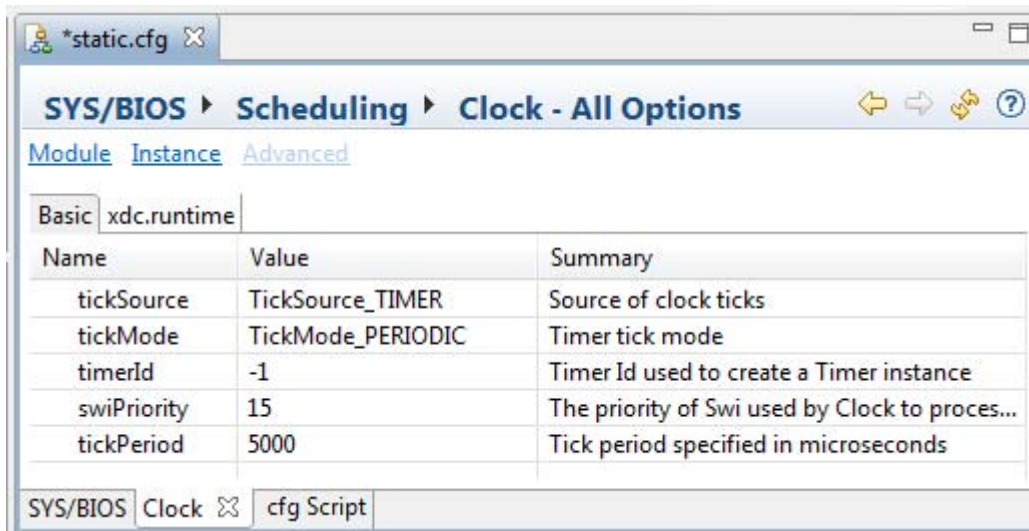 *static.cfg
SYS/BIOS Scheduling Clock - All Options
Module Instance Advanced
Basic xdc.runtime
Name Value Summary
tickSource TickSource_TIMER Source of clock ticks
tickMode TickMode_PERIODIC Timer tick mode
timerId -1 Timer Id used to create a Timer instance
swiPriority 15 The priority of Swi used by Clock to proces...
tickPeriod 5000 Tick period specified in microseconds
SYS/BIOS Clock cfg Script